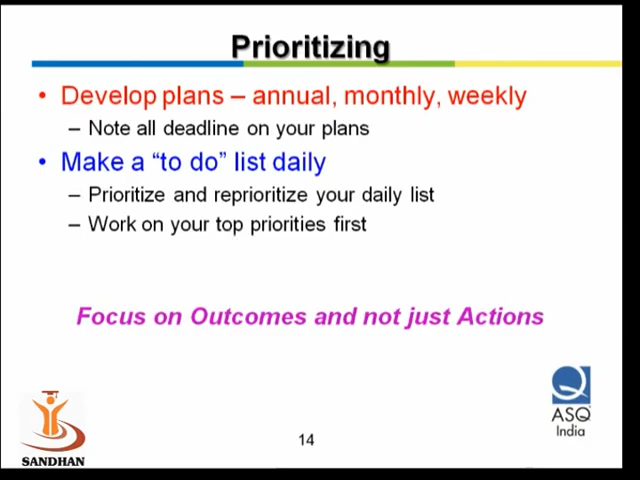 Prioritizing
• Develop plans – annual, monthly, weekly
– Note all deadline on your plans
• Make a “to do” list daily
– Prioritize and reprioritize your daily list
– Work on your top priorities first
Focus on Outcomes and not just Actions
SANDHAN
14
ASQ
India